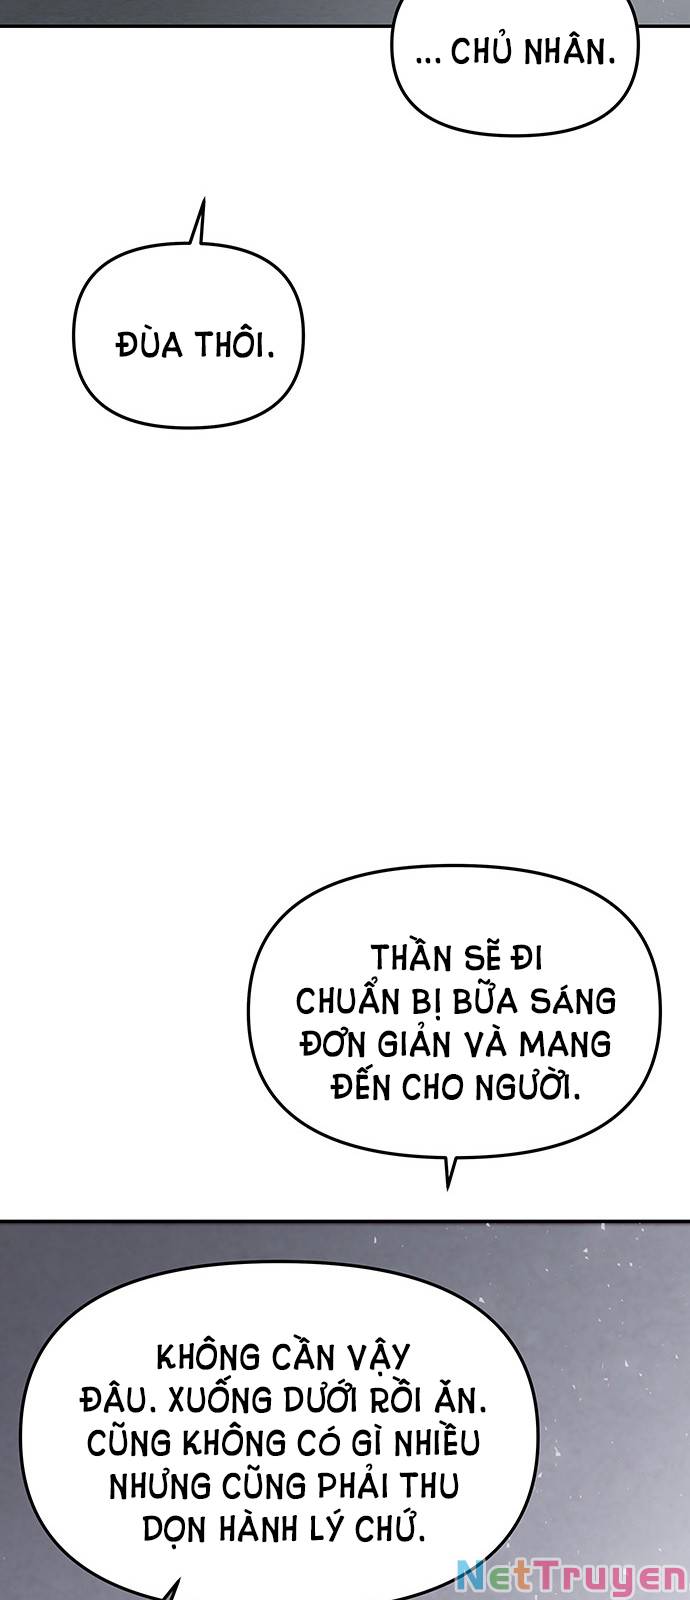 ... CHỦ NHÂN.
ĐÙA THÔI.
THẦN SẼ ĐI
CHUẨN BỊ BỮA SÁNG
ĐƠN GIẢN VÀ MANG
ĐẾN CHO NGƯỜI.
KHÔNG CẦN VẬY
ĐÂU. XUỐNG DƯỚI RỒI ĂN.
CŨNG KHÔNG CÓ GÌ NHIỀU
NHƯNG CŨNG PHẢI THU
DỌN HÀNH LÝ CHỨ.
NetTruyen